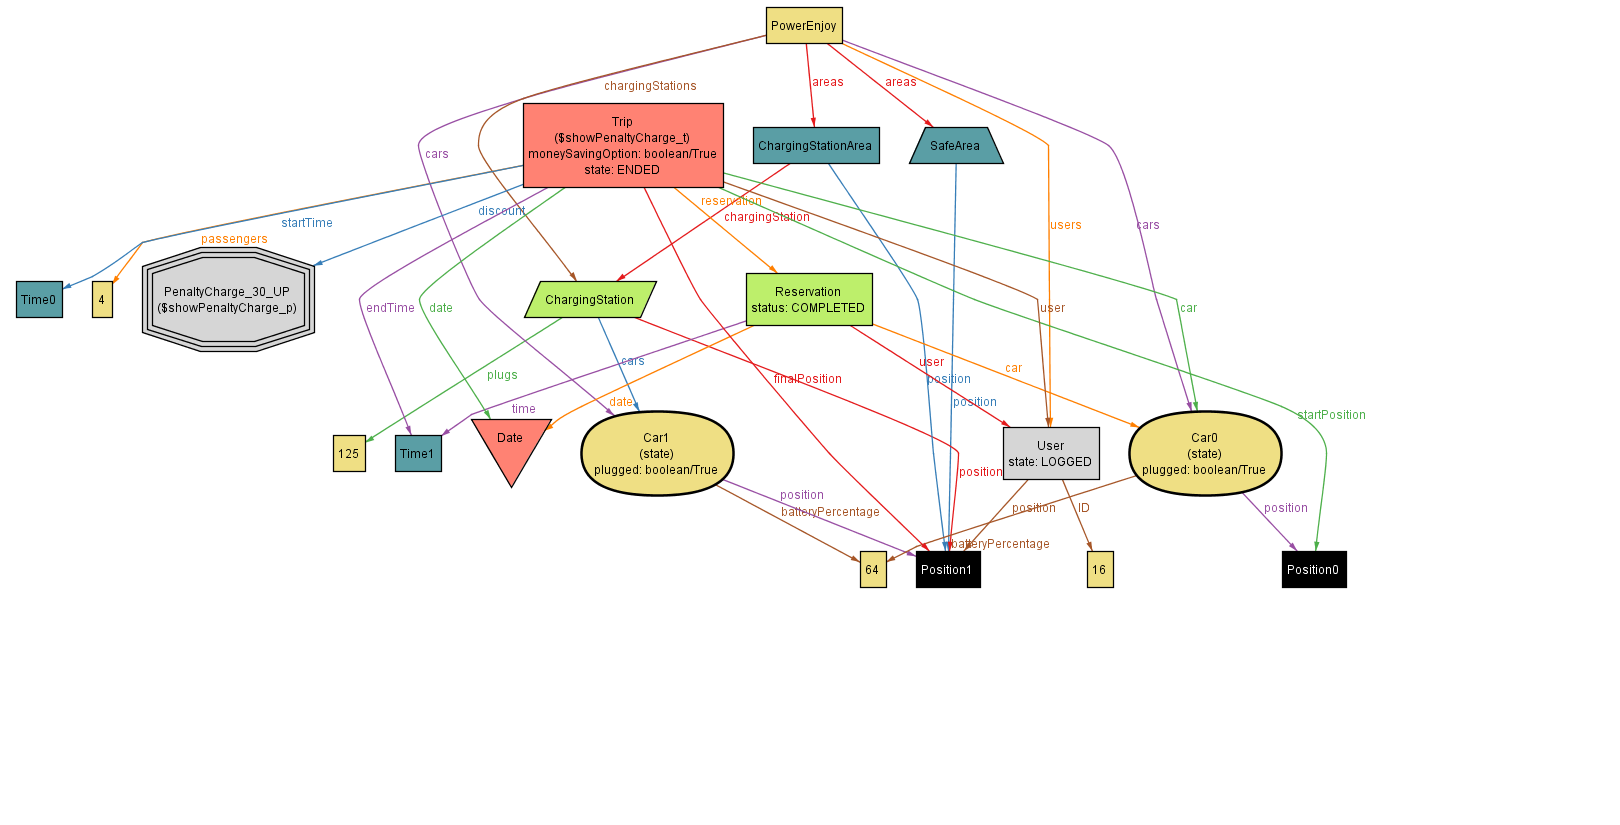 PowerEnjoy
chargingStations
areas
areas
Trip
($showPenaltyCharge_t)
moneySavingOption: boolean/True
state: ENDED
ChargingStationArea
SafeArea
cars
reservation
discount
chargingStation
startTime
passengers
users
cars
Time0
4
PenaltyCharge_30_UP
($showPenaltyCharge_p)
endTime
date
ChargingStation
Reservation
status: COMPLETED
user
car
cars
user
car
plugs
finalPosition
position
position
time
date
startPosition
125
Time1
Date
Car1
(state)
plugged: boolean/True
User
state: LOGGED
Car0
(state)
plugged: boolean/True
position
position
batteryPercentage
position
ID
position
batteryPercentage
64
Position1
16
Position0